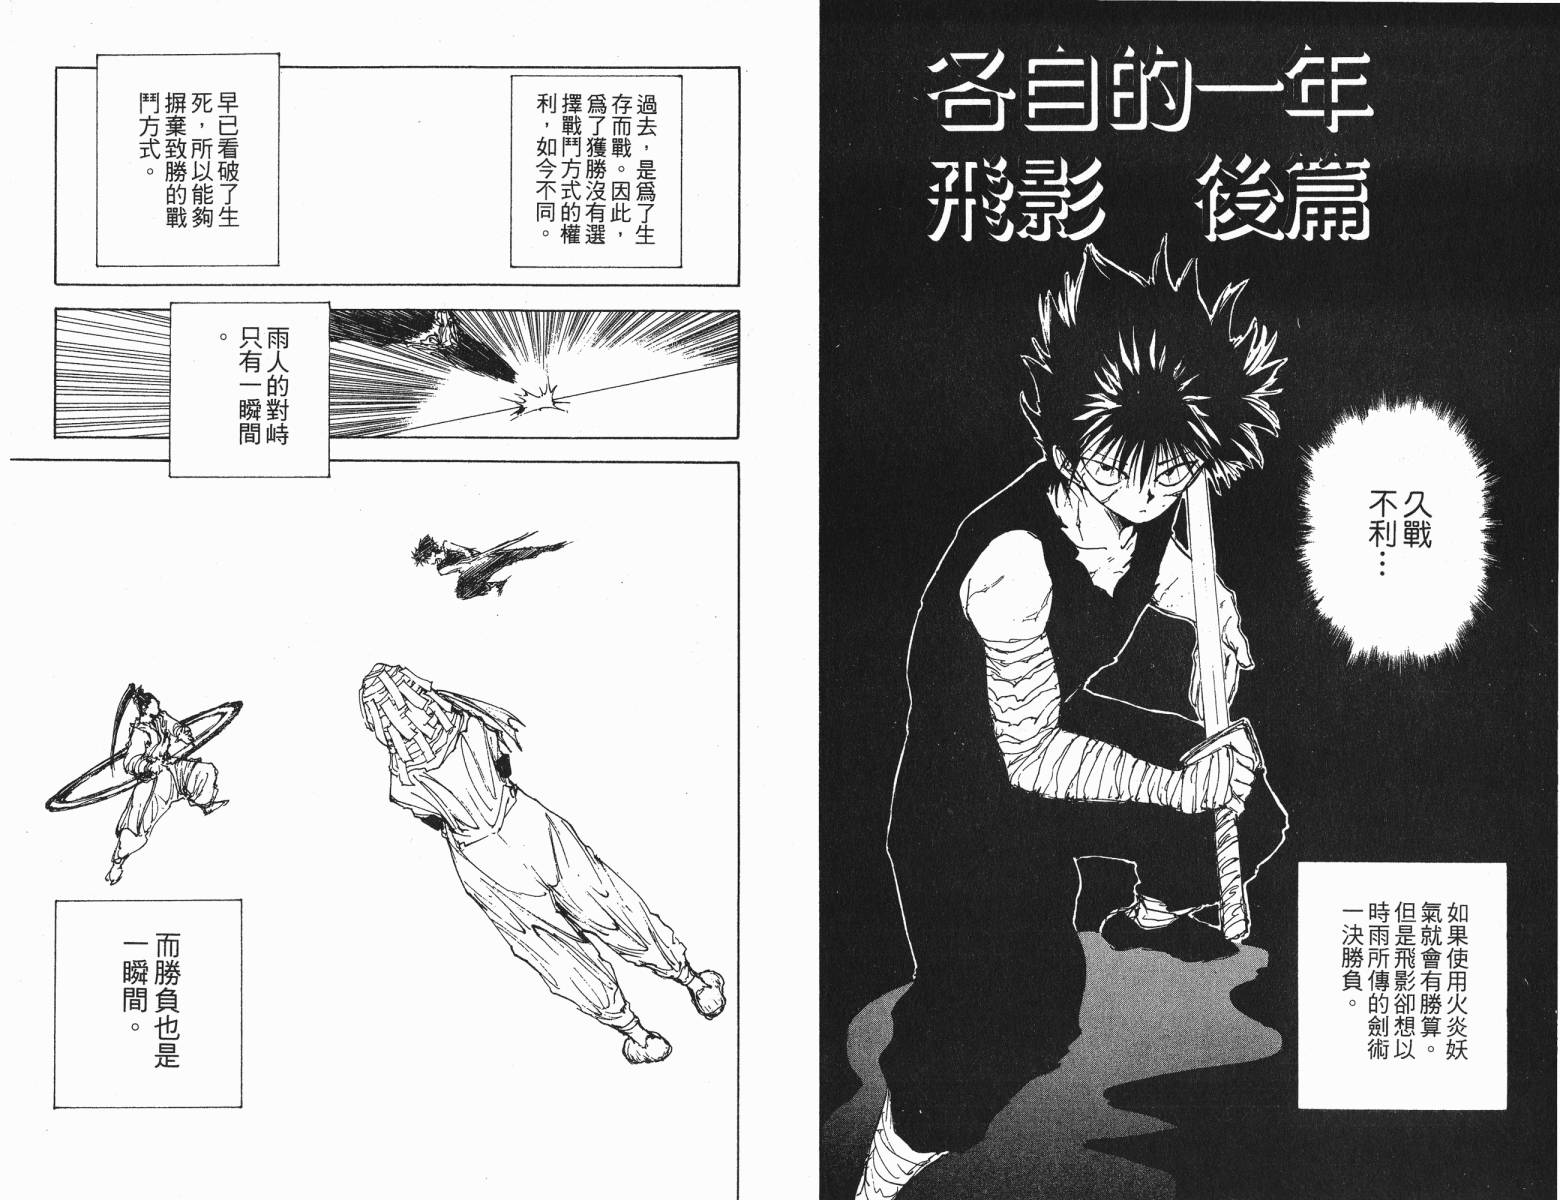 各自的一年
飛影　後篇
久戰
不利…
如果使用火炎妖
氣就會有勝算。
但是飛影卻想以
時雨所傳的劍術
一決勝負。
過去，是爲了生
存而戰。因此，
爲了獲勝沒有選
擇戰鬥方式的權
利，如今不同。
早已看破了生
死，所以能夠
摒棄致勝的戰
鬥方式。
雨人的對峙
只有一瞬間
。
而勝負也是
一瞬間。